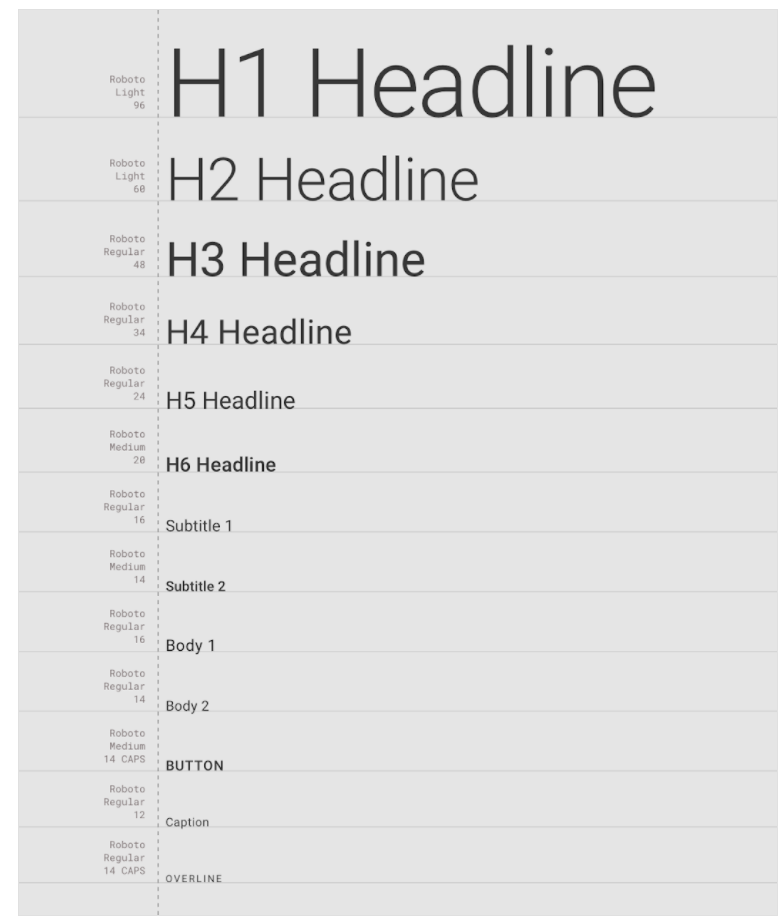 Roboto
Light
96
H1 Headline
Roboto
Light
60
H2 Headline
Roboto
Regular
48
H3 Headline
Roboto
Regular
34
H4 Headline
Roboto
Regular
24
H5 Headline
Roboto
Medium
20
H6 Headline
Roboto
Regular
16
Subtitle 1
Roboto
Medium
14
Subtitle 2
Roboto
Regular
16
Body 1
Roboto
Regular
14
Body 2
Roboto
Medium
14 CAPS
BUTTON
Roboto
Regular
12
Caption
Roboto
Regular
14 CAPS
OVERLINE